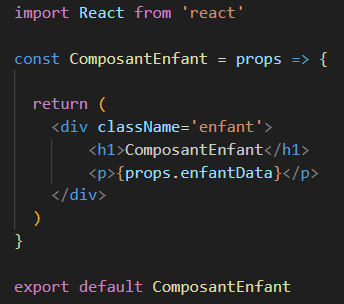 import React from 'react'
const ComposantEnfant = props => {
return (
<div className='enfant'>
<h1>ComposantEnfant</h1>
<p>{props.enfantData}</p>
</div>
)
}
export default ComposantEnfant